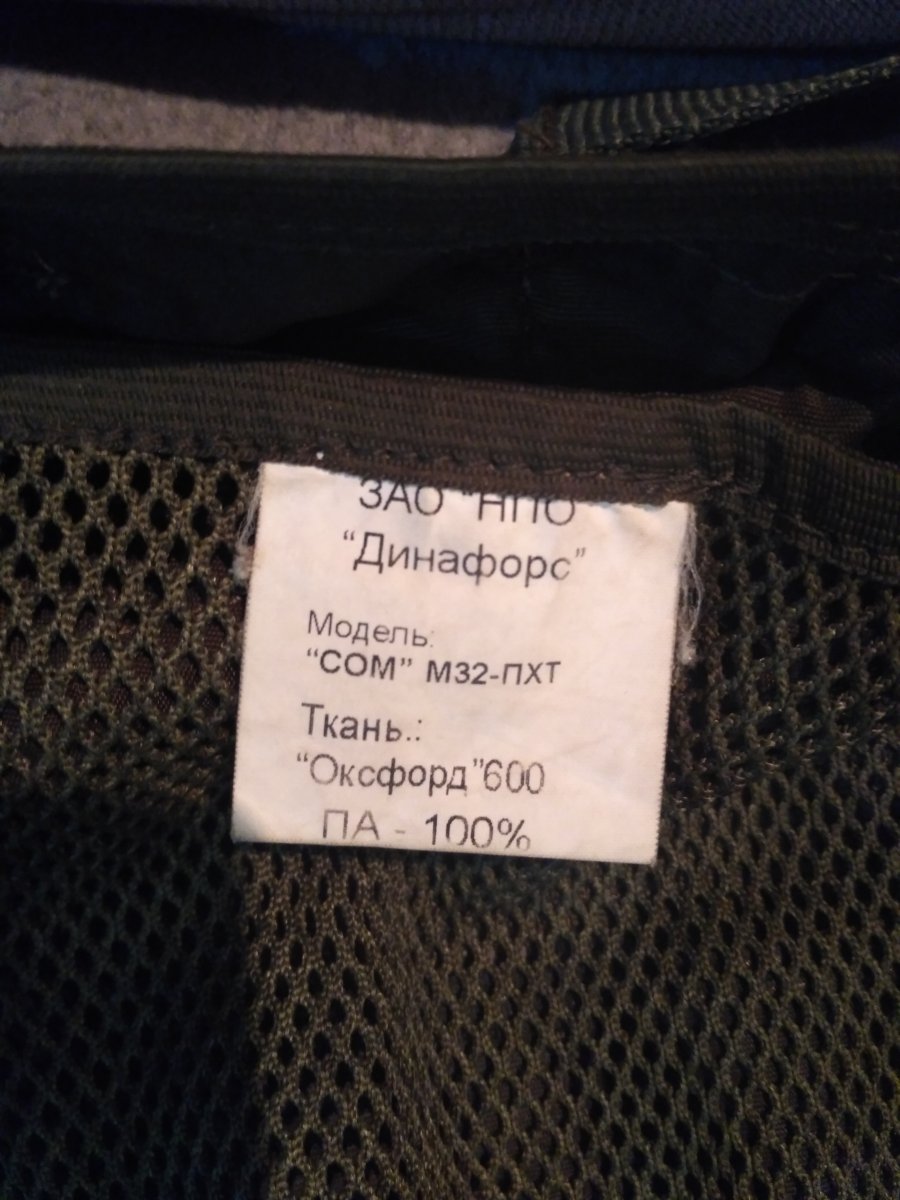 ЗАО "НПО
“Динафорс”
Модель:
“СОМ” М32-ПХТ
Ткань.:
“Оксфорд”600
ПА - 100%